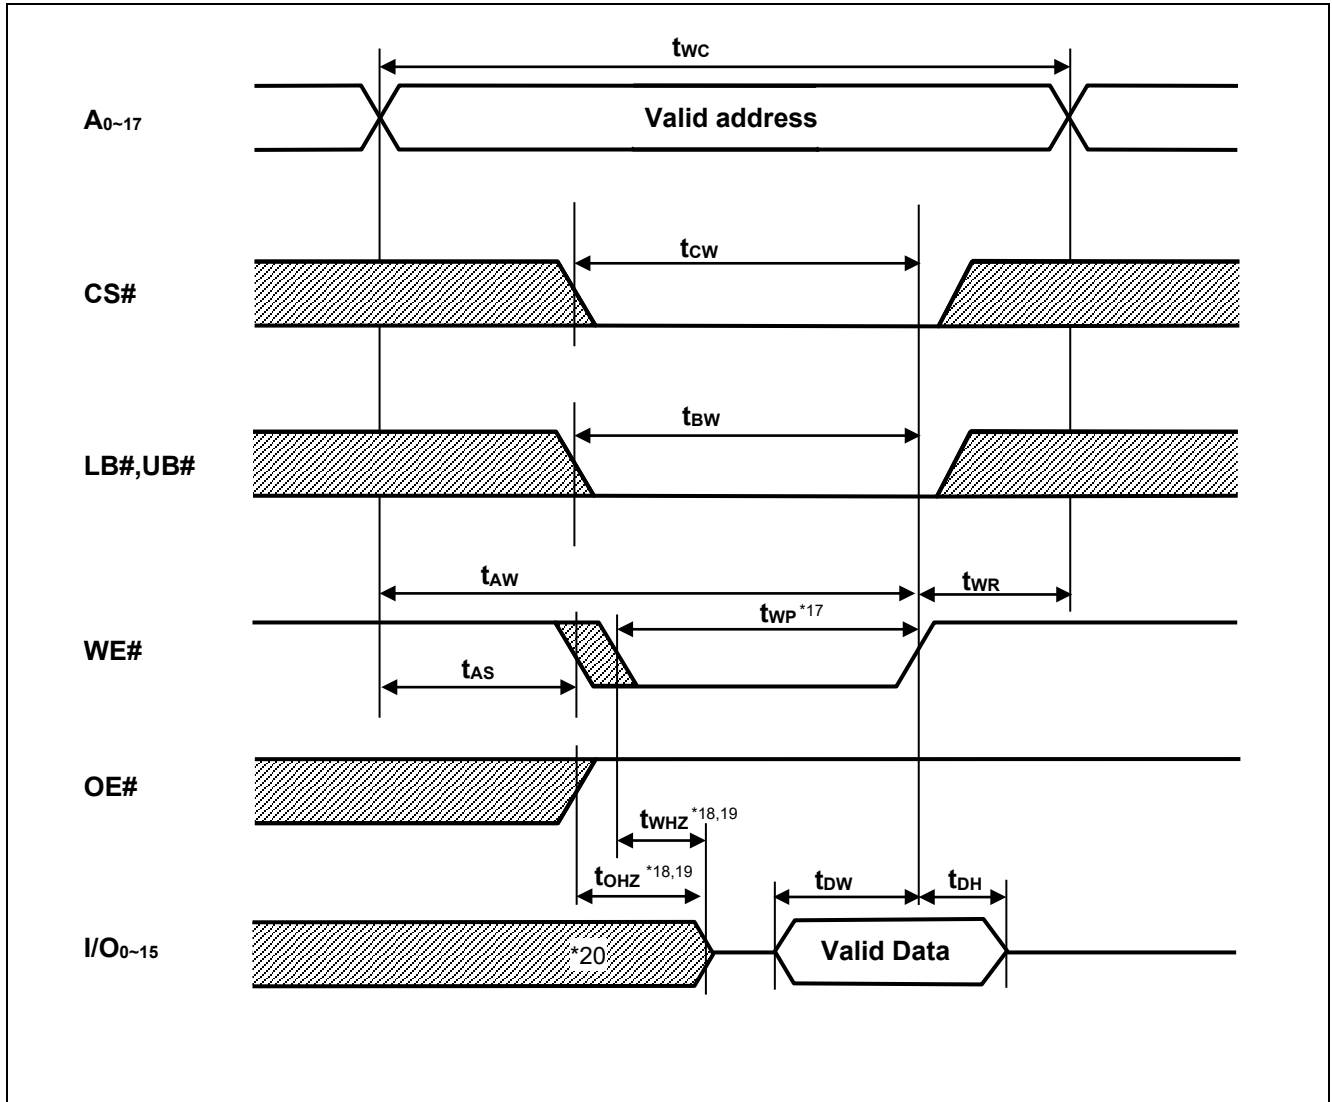 tWC
A0~17
Valid address
tCW
CS#
tBW
LB#,UB#
tAW
tWR
tWP *17
WE#
tAS
OE#
tWHZ *18,19
tOHZ *18,19
tDW
tDH
I/O0~15
*20
Valid Data